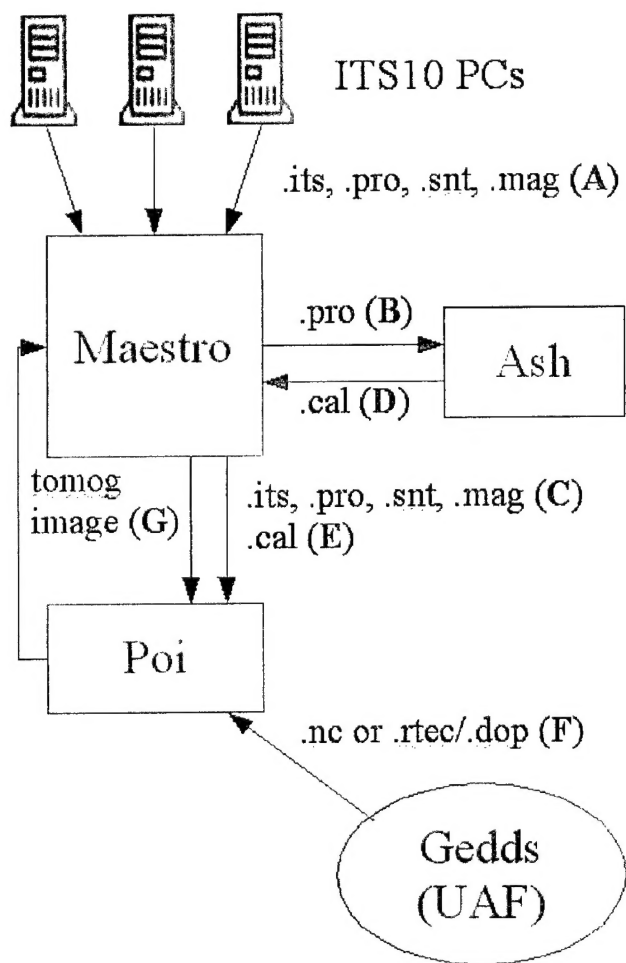 ITS10 PCs
.its, .pro, .snt, .mag (A)
.pro (B)
Maestro
Ash
.cal (D)
tomog
image (G)
.its, .pro, .snt, .mag (C)
.cal (E)
Poi
.nc or .rtec/.dop (F)
Gedds
(UAF)